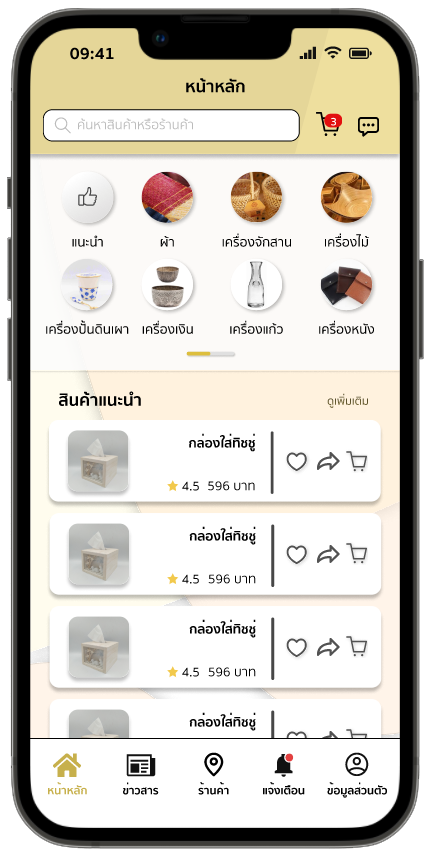 09:41
หน้าหลัก
ค้นหาสินค้าหรือร้านค้า
3
แนะนำ ผ้า เครื่องจักสาน เครื่องไม้
เครื่องปั้นดินเผา เครื่องเงิน เครื่องแก้ว เครื่องหนัง
สินค้าแนะนำ ดูเพิ่มเติม
กล่องใส่ทิชชู่
4.5 596 บาท
กล่องใส่ทิชชู่
4.5 596 บาท
กล่องใส่ทิชชู่
4.5 596 บาท
กล่องใส่ทิชชู่
หน้าหลัก ข่าวสาร ร้านค้า แจ้งเตือน ข้อมูลส่วนตัว